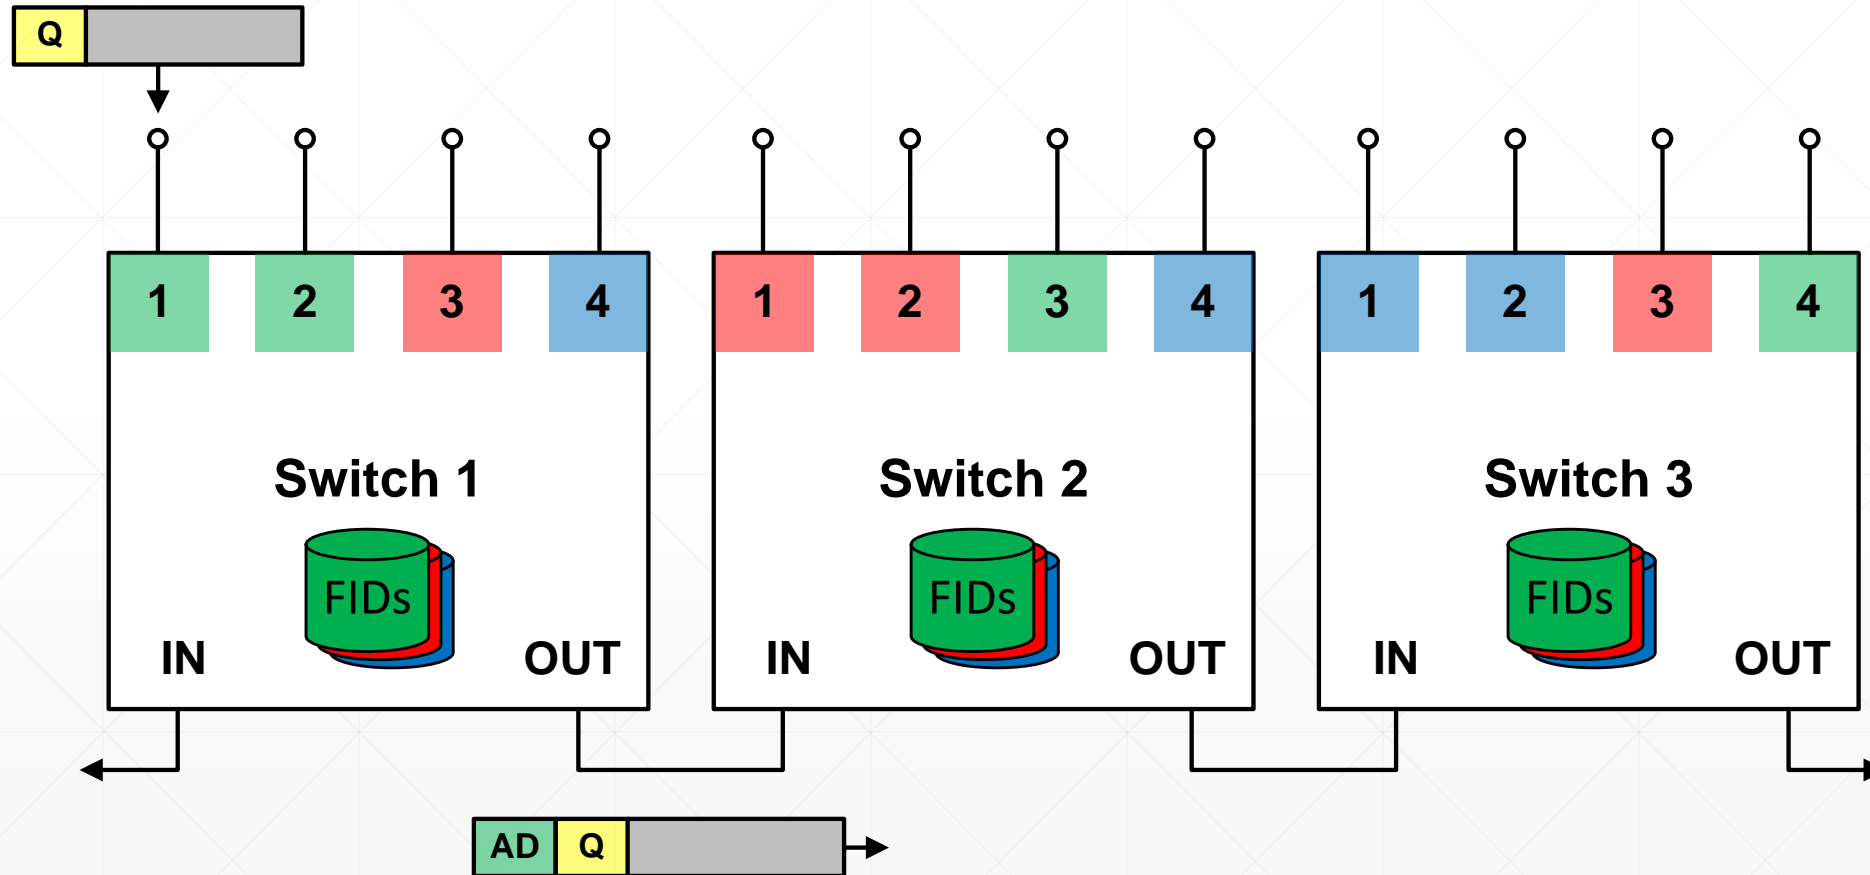 Q
1 2 3 4 1 2 3 4 1 2 3 4
Switch 1 Switch 2 Switch 3
FIDs FIDs FIDs
IN OUT IN OUT IN OUT
AD Q